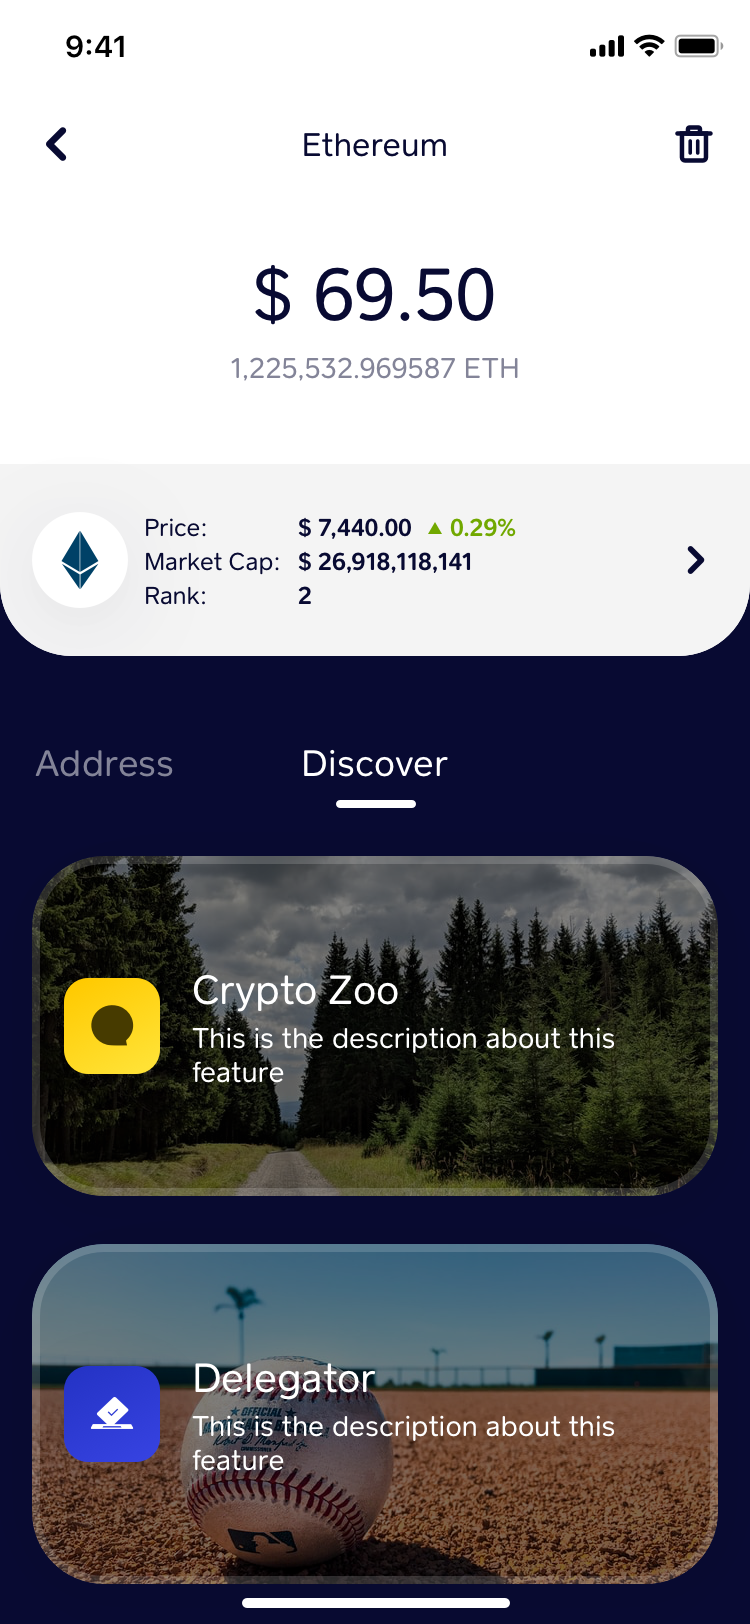 9:41
Ethereum
$ 69.50
1,225,532.969587 ETH
Price: $ 7,440.00 ▲ 0.29%
Market Cap: $ 26,918,118,141
Rank: 2
Address Discover
Crypto Zoo
This is the description about this
feature
Delegator
OFFICIAL
This is the description about this
feature